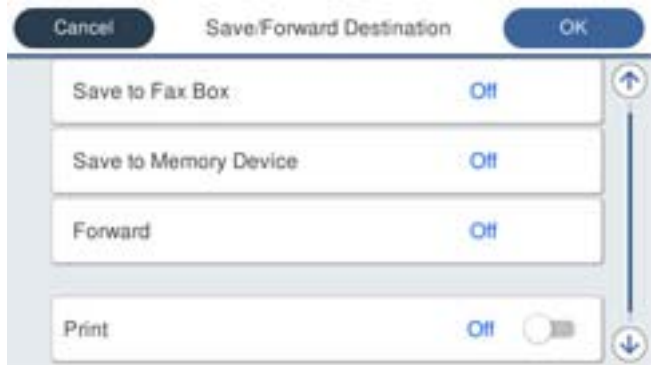 Cancel Save/Forward Destination OK
Save to Fax Box Off
Save to Memory Device Off
Forward Off
Print Off